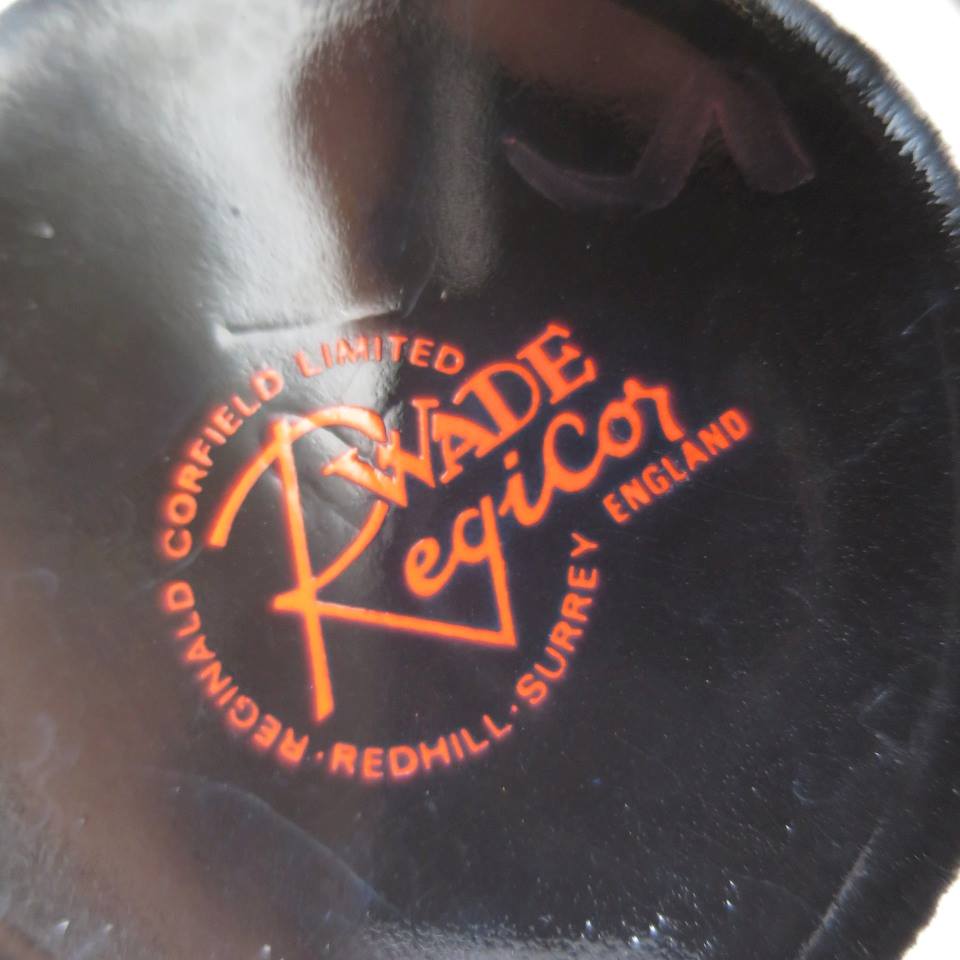 REGINALD CORFIELD LIMITED
WADE
RegiCor
·REDHILL·SURREY
ENGLAND